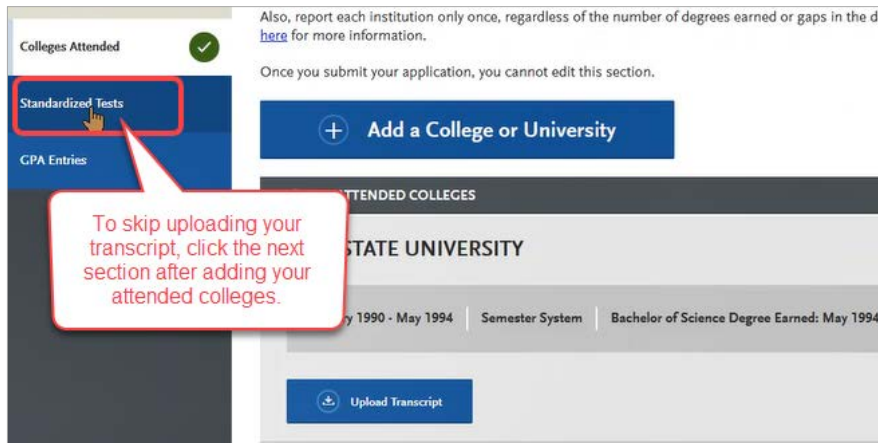 Also, report each institution only once, regardless of the number of degrees earned or gaps in the d
here for more information.
Once you submit your application, you cannot edit this section.
Colleges Attended
Standardized Tests
GPA Entries
Add a College or University
TTENDED COLLEGES
STATE UNIVERSITY
y 1990 - May 1994 Semester System Bachelor of Science Degree Earned: May 1994
Upload Transcript
To skip uploading your
transcript, click the next
section after adding your
attended colleges.